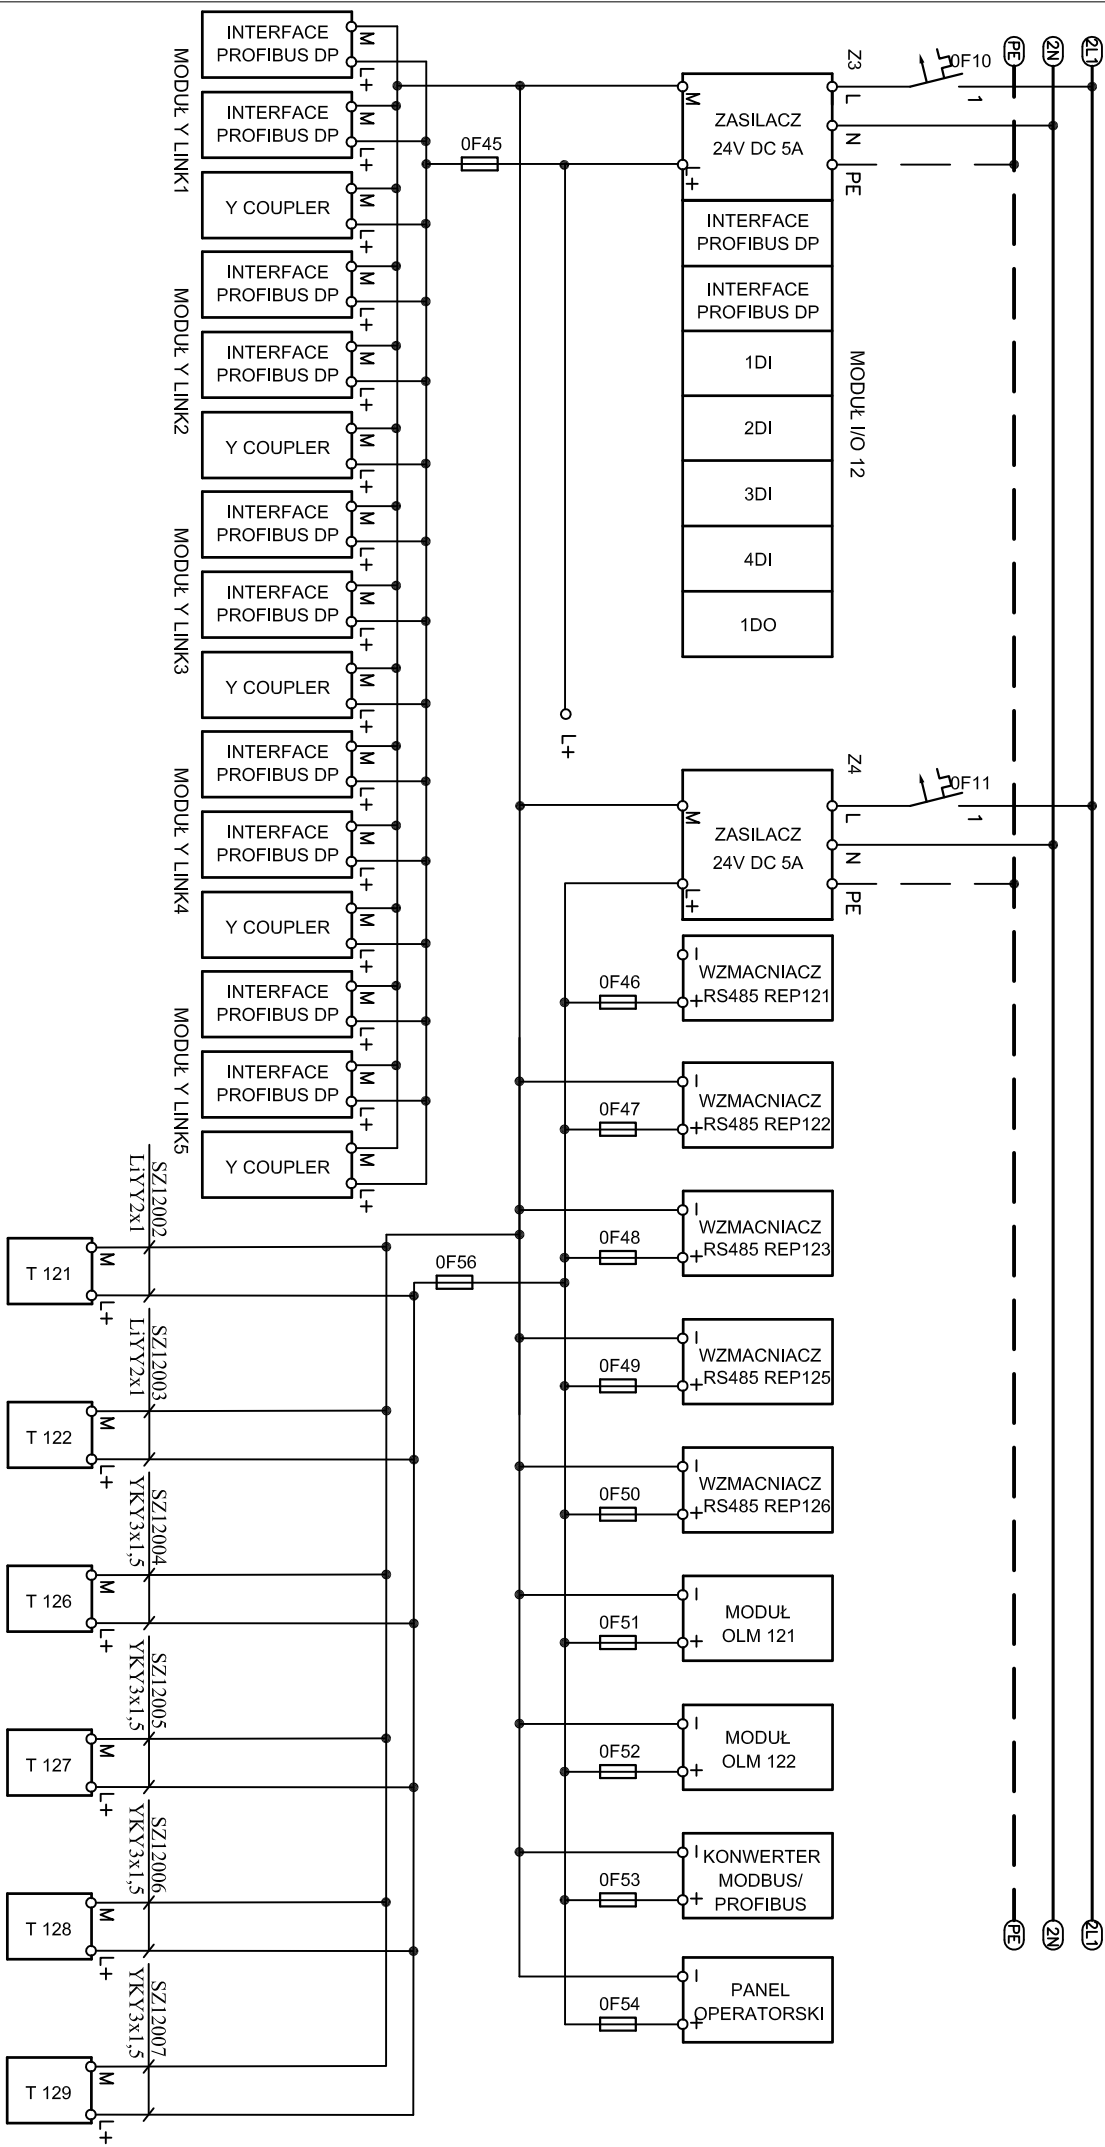 2L1
2N
PE
0F10
1
Z3
L
N
PE
ZASILACZ
24V DC 5A
M
L+
INTERFACE
PROFIBUS DP
INTERFACE
PROFIBUS DP
1DI
2DI
3DI
4DI
1DO
MODUŁ I/O 12
0F45
L+
MODUŁ Y LINK1
INTERFACE
PROFIBUS DP
M
L+
INTERFACE
PROFIBUS DP
M
L+
Y COUPLER
M
L+
MODUŁ Y LINK2
INTERFACE
PROFIBUS DP
M
L+
INTERFACE
PROFIBUS DP
M
L+
Y COUPLER
M
L+
MODUŁ Y LINK3
INTERFACE
PROFIBUS DP
M
L+
INTERFACE
PROFIBUS DP
M
L+
Y COUPLER
M
L+
MODUŁ Y LINK4
INTERFACE
PROFIBUS DP
M
L+
INTERFACE
PROFIBUS DP
M
L+
Y COUPLER
M
L+
MODUŁ Y LINK5
INTERFACE
PROFIBUS DP
M
L+
INTERFACE
PROFIBUS DP
M
L+
Y COUPLER
M
L+
Z4
0F11
1
L
N
PE
ZASILACZ
24V DC 5A
M
L+
0F46
WZMACNIACZ
RS485 REP121
0F47
WZMACNIACZ
RS485 REP122
0F48
WZMACNIACZ
RS485 REP123
0F49
WZMACNIACZ
RS485 REP125
0F50
WZMACNIACZ
RS485 REP126
0F51
MODUŁ
OLM 121
0F52
MODUŁ
OLM 122
0F53
KONWERTER
MODBUS/
PROFIBUS
0F54
PANEL
OPERATORSKI
0F56
T 121
M
L+
SZ12002
LiYY2x1
T 122
M
L+
SZ12003
LiYY2x1
T 126
M
L+
SZ12004
YKY3x1,5
T 127
M
L+
SZ12005
YKY3x1,5
T 128
M
L+
SZ12006
YKY3x1,5
T 129
M
L+
SZ12007
YKY3x1,5
PE
2N
2L1